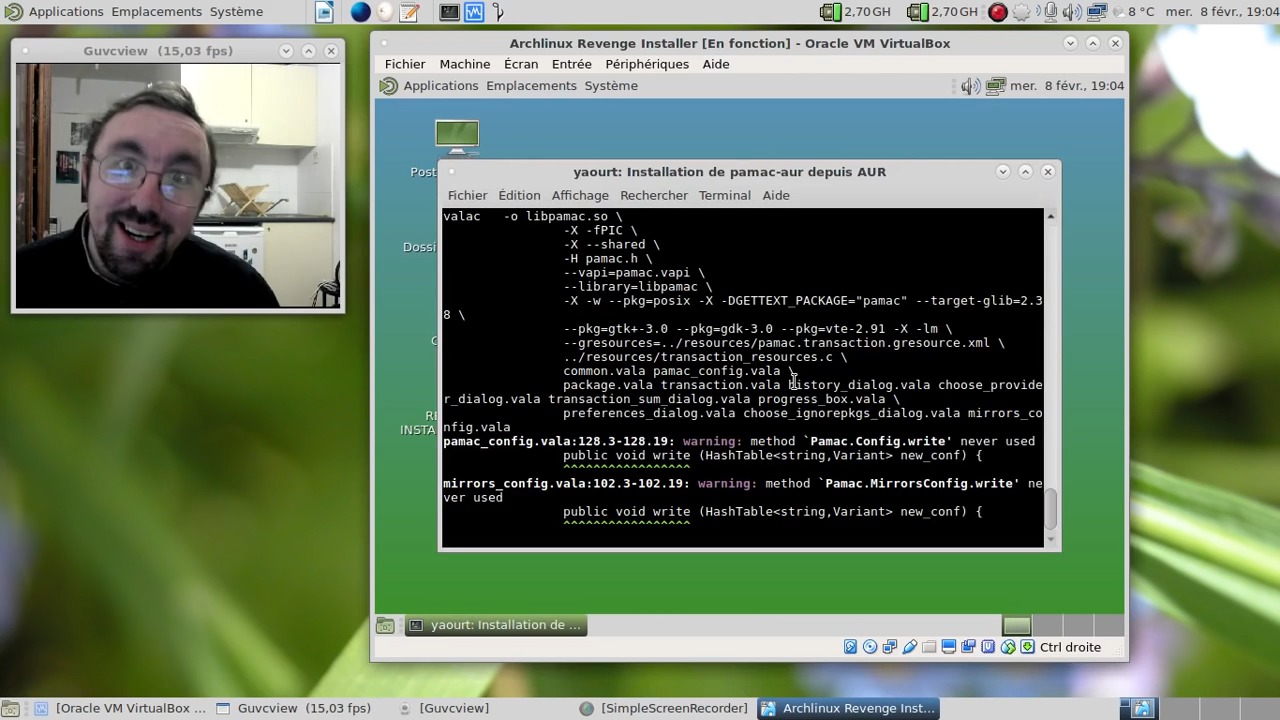 Applications Emplacements Système
2,70 GH
2,70 GH
8 °C
mer. 8 févr., 19:04
Guvcview (15,03 fps)
Archlinux Revenge Installer [En fonction] - Oracle VM VirtualBox
Fichier Machine Écran Entrée Périphériques Aide
Applications Emplacements Système
mer. 8 févr., 19:04
Post
Dossi
C
RE
INSTA
yaourt: Installation de pamac-aur depuis AUR
Fichier Édition Affichage Rechercher Terminal Aide
valac -o libpamac.so \
-X -fPIC \
-X --shared \
-H pamac.h \
--vapi=pamac.vapi \
--library=libpamac \
-X -w --pkg=posix -X -DGETTEXT_PACKAGE="pamac" --target-glib=2.3
8 \
--pkg=gtk+-3.0 --pkg=gdk-3.0 --pkg=vte-2.91 -X -lm \
--gresources=../resources/pamac.transaction.gresource.xml \
../resources/transaction_resources.c \
common.vala pamac_config.vala \
package.vala transaction.vala history_dialog.vala choose_provide
r_dialog.vala transaction_sum_dialog.vala progress_box.vala \
preferences_dialog.vala choose_ignorepkgs_dialog.vala mirrors_co
nfig.vala
pamac_config.vala:128.3-128.19: warning: method `Pamac.Config.write' never used
public void write (HashTable<string,Variant> new_conf) {
^^^^^^^^^^^^^^^^^
mirrors_config.vala:102.3-102.19: warning: method `Pamac.MirrorsConfig.write' ne
ver used
public void write (HashTable<string,Variant> new_conf) {
^^^^^^^^^^^^^^^^^
yaourt: Installation de ...
Ctrl droite
[Oracle VM VirtualBox ...
Guvcview (15,03 fps)
[Guvcview]
[SimpleScreenRecorder]
Archlinux Revenge Inst...